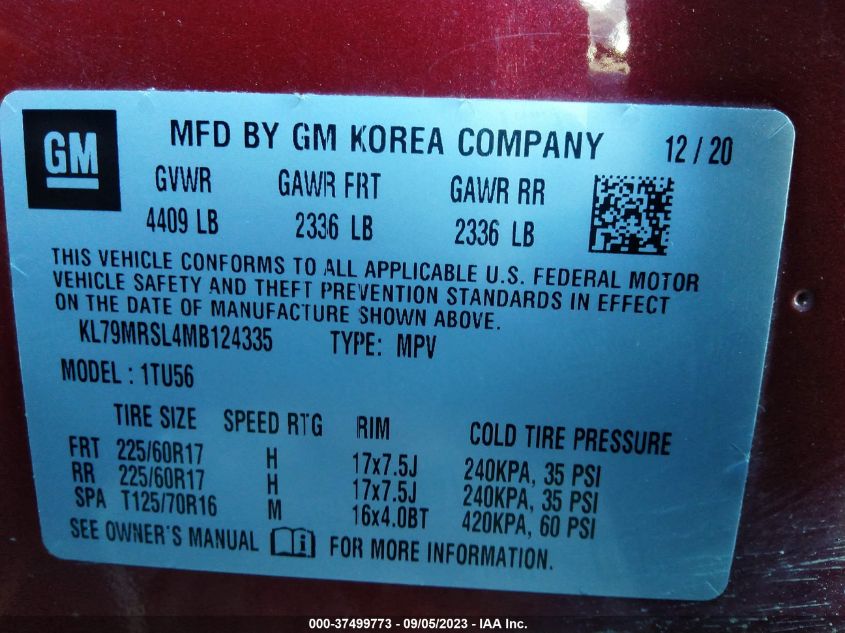 GM
MFD BY GM KOREA COMPANY 12 / 20
GVWR GAWR FRT GAWR RR
4409 LB 2336 LB 2336 LB
THIS VEHICLE CONFORMS TO ALL APPLICABLE U.S. FEDERAL MOTOR
VEHICLE SAFETY AND THEFT PREVENTION STANDARDS IN EFFECT
ON THE DATE OF MANUFACTURE SHOWN ABOVE.
KL79MRSL4MB124335 TYPE: MPV
MODEL : 1TU56
TIRE SIZE SPEED RTG RIM COLD TIRE PRESSURE
FRT 225/60R17 H 17x7.5J 240KPA, 35 PSI
RR 225/60R17 H 17x7.5J 240KPA, 35 PSI
SPA T125/70R16 M 16x4.0BT 420KPA, 60 PSI
SEE OWNER'S MANUAL FOR MORE INFORMATION.
000-37499773 - 09/05/2023 - IAA Inc.